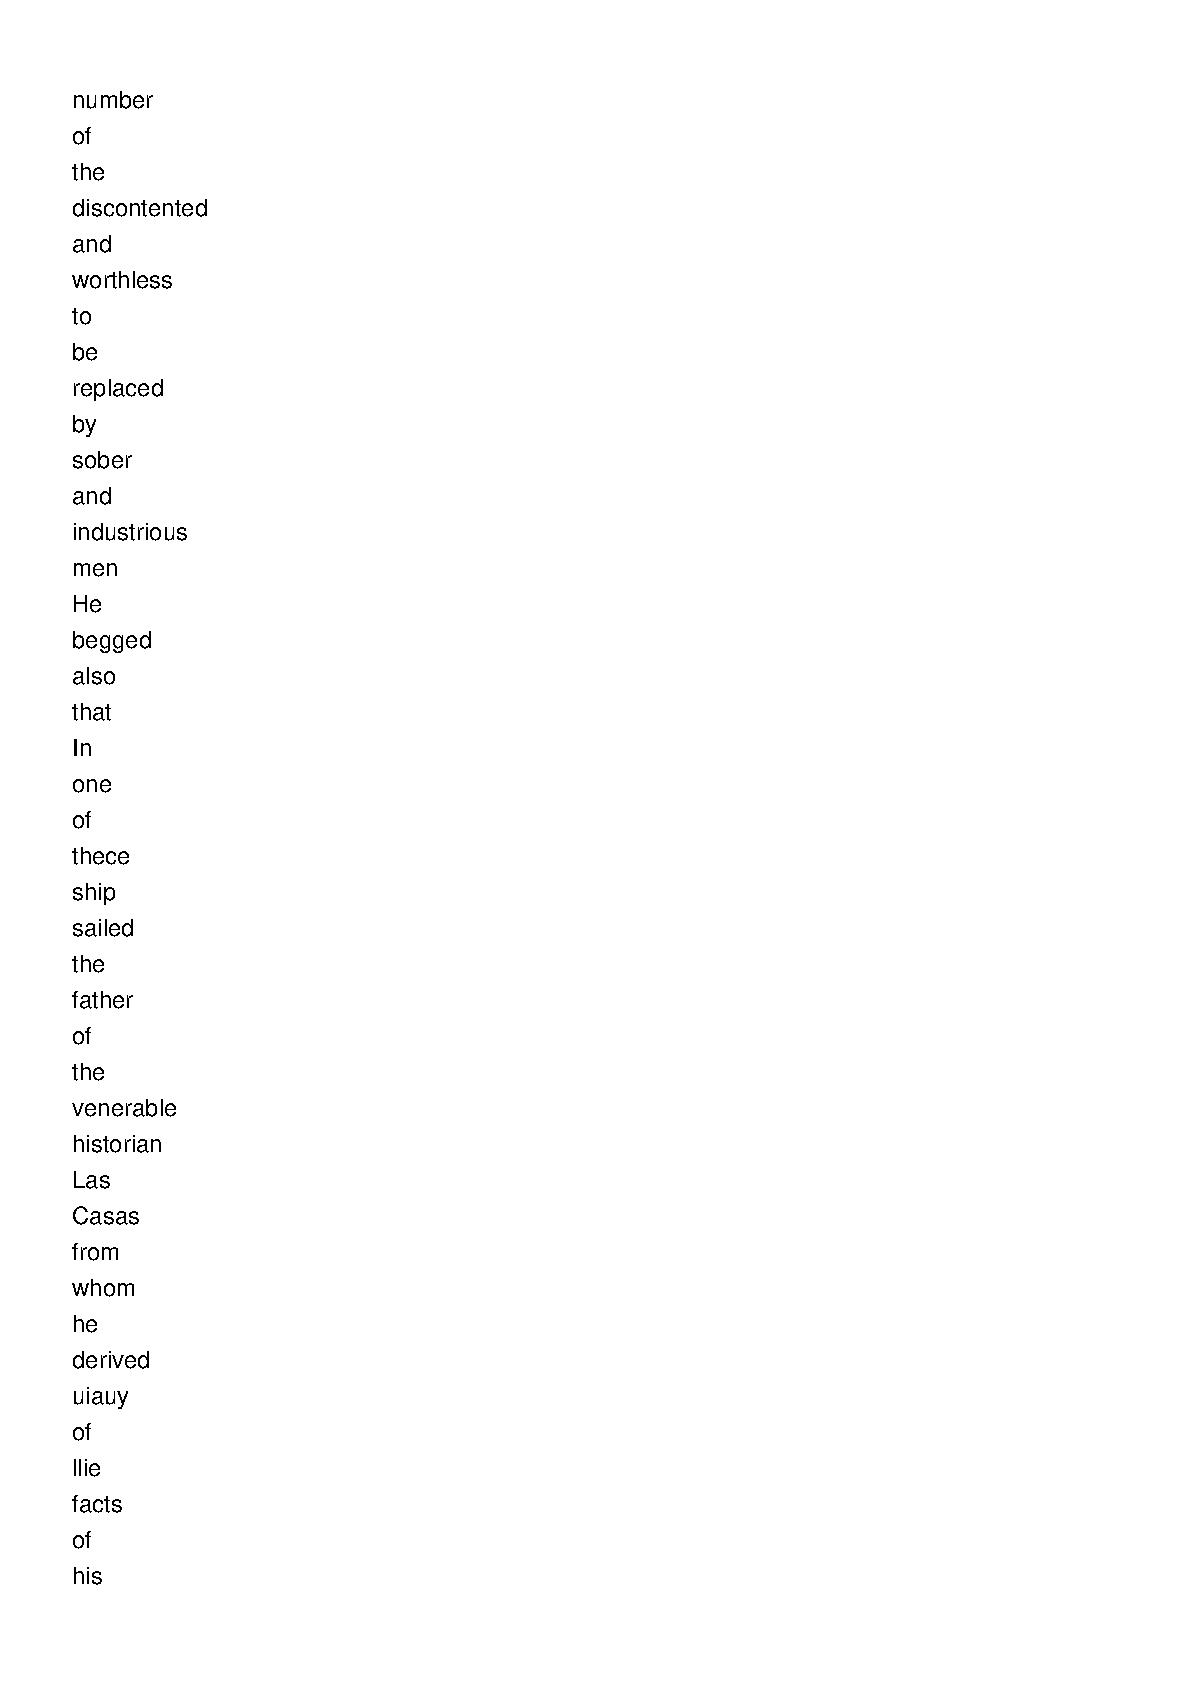 number
of
the
discontented
and
worthless
to
be
replaced
by
sober
and
industrious
men
He
begged
also
that
In
one
of
thece
ship
sailed
the
father
of
the
venerable
historian
Las
Casas
from
whom
he
derived
uiauy
of
llie
facts
of
his